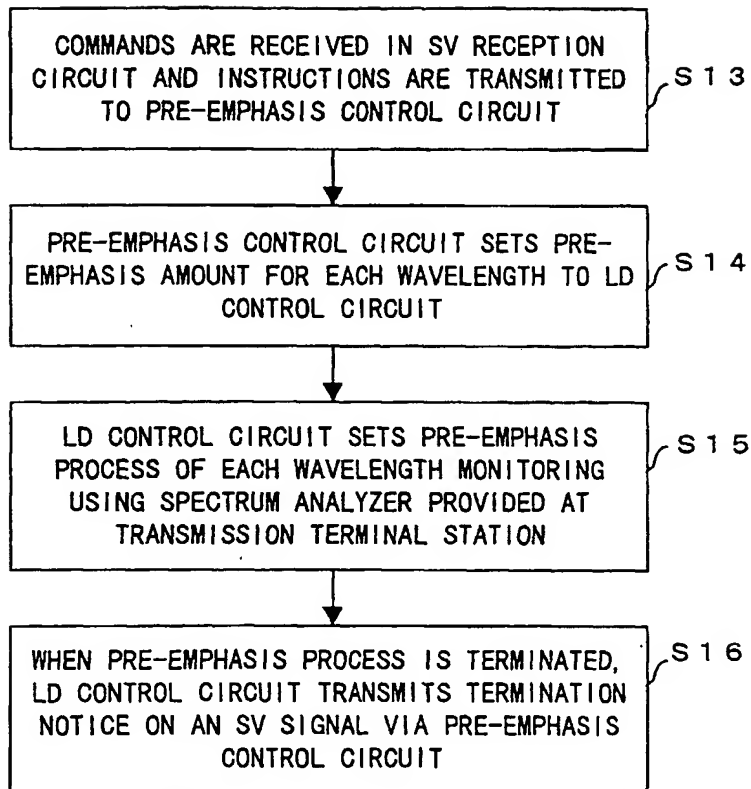 COMMANDS ARE RECEIVED IN SV RECEPTION
CIRCUIT AND INSTRUCTIONS ARE TRANSMITTED
TO PRE-EMPHASIS CONTROL CIRCUIT
S13
PRE-EMPHASIS CONTROL CIRCUIT SETS PRE-
EMPHASIS AMOUNT FOR EACH WAVELENGTH TO LD
CONTROL CIRCUIT
S14
LD CONTROL CIRCUIT SETS PRE-EMPHASIS
PROCESS OF EACH WAVELENGTH MONITORING
USING SPECTRUM ANALYZER PROVIDED AT
TRANSMISSION TERMINAL STATION
S15
WHEN PRE-EMPHASIS PROCESS IS TERMINATED,
LD CONTROL CIRCUIT TRANSMITS TERMINATION
NOTICE ON AN SV SIGNAL VIA PRE-EMPHASIS
CONTROL CIRCUIT
S16